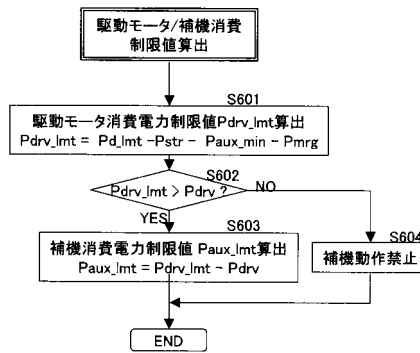 駆動モータ/補機消費
制限値算出
S601
駆動モータ消費電力制限値Pdrv_lmt算出
Pdrv_lmt = Pd_lmt -Pstr - Paux_min - Pmrg
S602
Pdrv_lmt > Pdrv ?
NO
YES
S603
補機消費電力制限値 Paux_lmt算出
Paux_lmt = Pdrv_lmt - Pdrv
S604
補機動作禁止
END